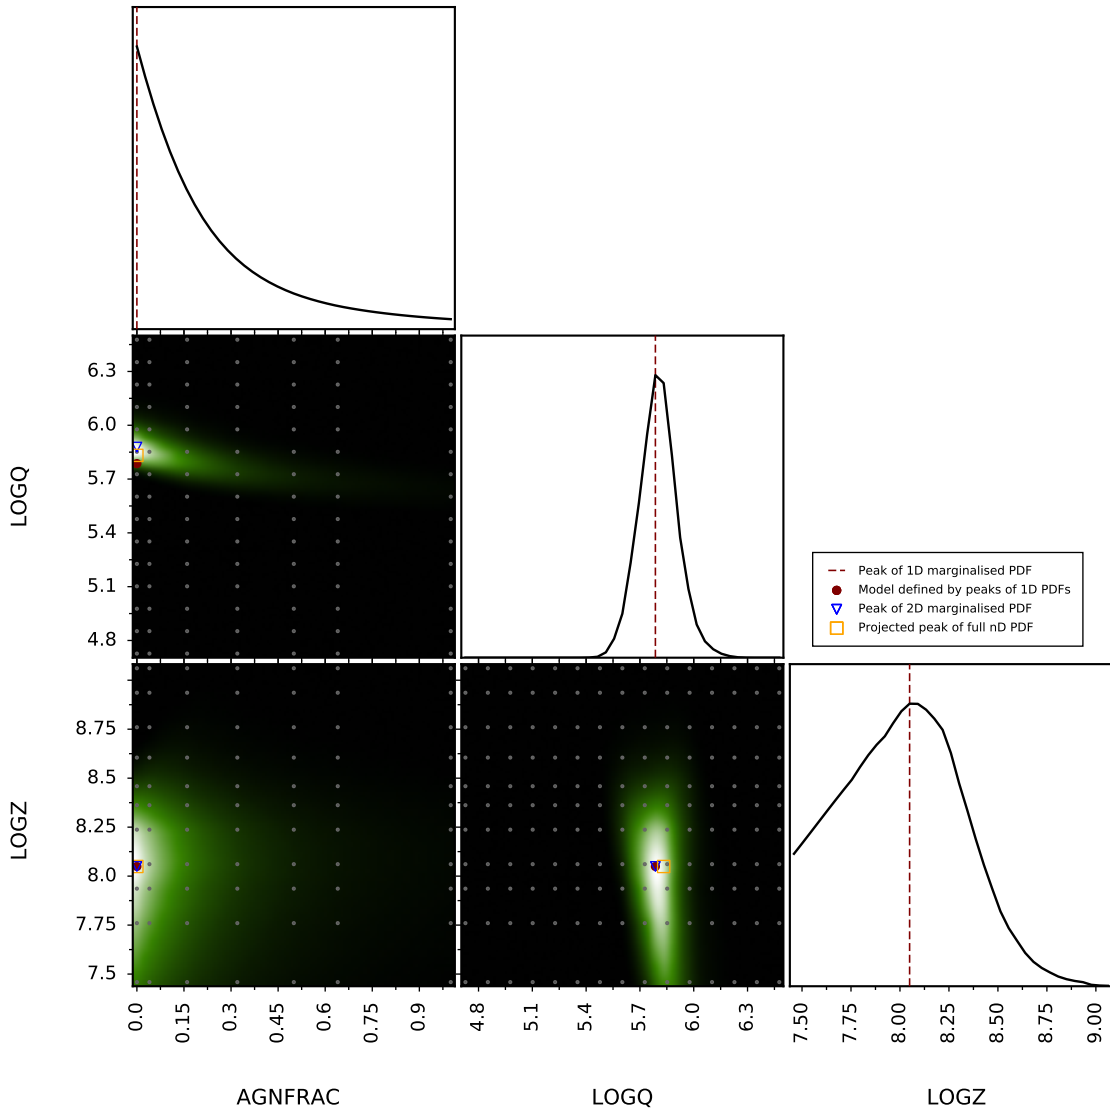 6.3
6.0
5.7
5.4
5.1
4.8
LOGQ
Peak of 1D marginalised PDF
Model defined by peaks of 1D PDFs
Peak of 2D marginalised PDF
Projected peak of full nD PDF
8.75
8.5
8.25
8.0
7.75
7.5
LOGZ
0.0 0.15 0.3 0.45 0.6 0.75 0.9
4.8 5.1 5.4 5.7 6.0 6.3
7.50 7.75 8.00 8.25 8.50 8.75 9.00
AGNFRAC LOGQ LOGZ